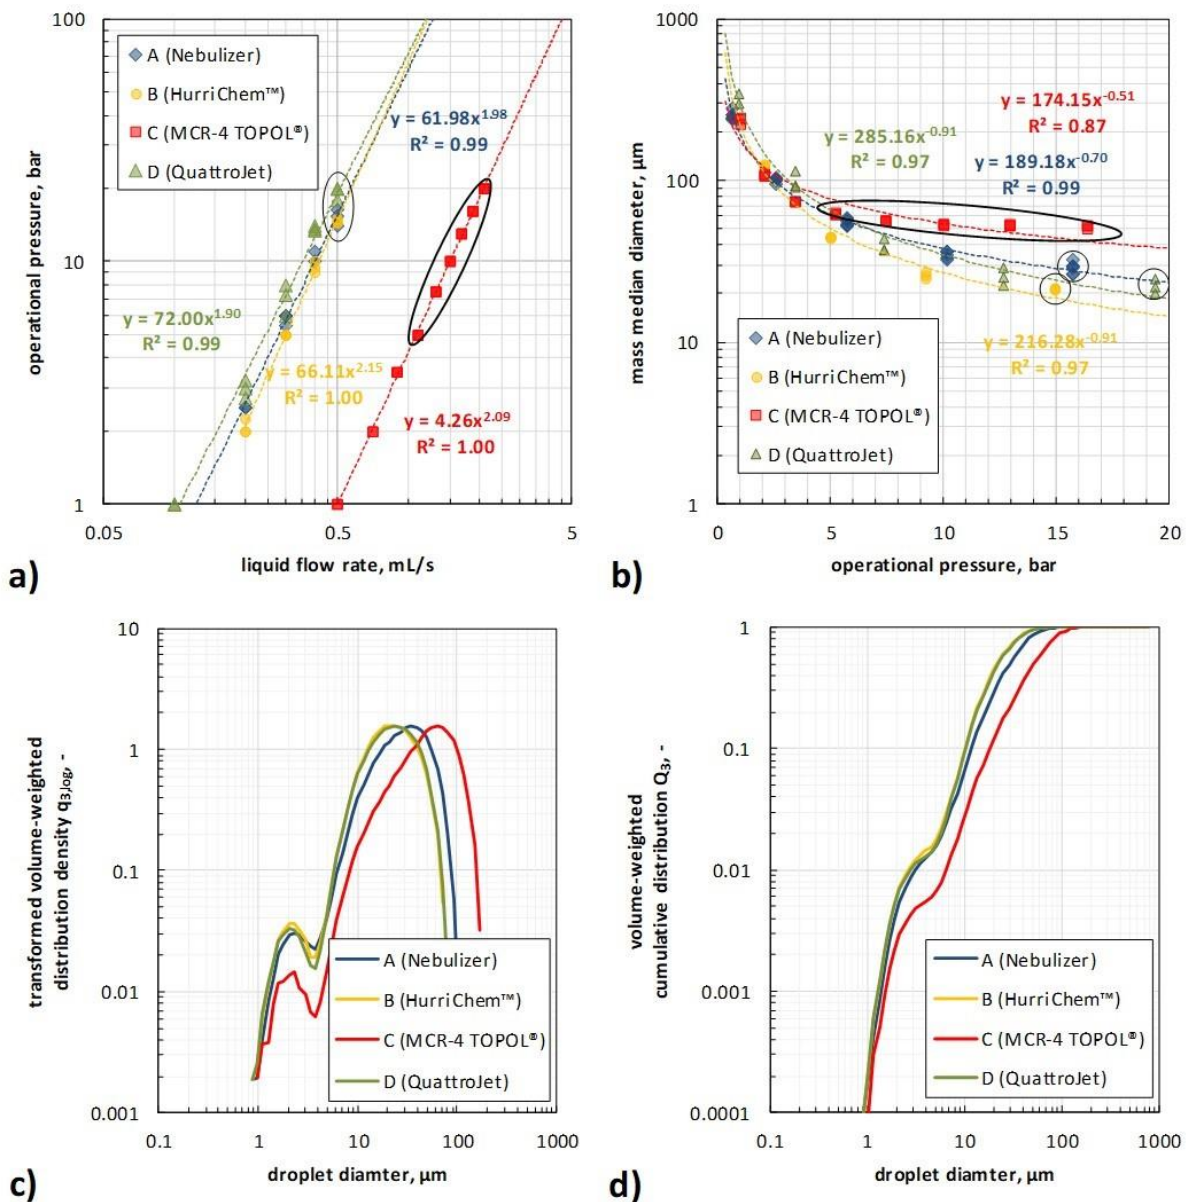 100
10
1
operational pressure, bar
A (Nebulizer)
B (HurriChem™)
C (MCR-4 TOPOL®)
D (QuattroJet)
y = 61.98x^1.98
R² = 0.99
y = 72.00x^1.90
R² = 0.99
y = 66.11x^2.15
R² = 1.00
y = 4.26x^2.09
R² = 1.00
0.05
0.5
5
liquid flow rate, mL/s
a)
1000
100
10
1
mass median diameter, µm
y = 174.15x^-0.51
R² = 0.87
y = 285.16x^-0.91
R² = 0.97
y = 189.18x^-0.70
R² = 0.99
y = 216.28x^-0.91
R² = 0.97
A (Nebulizer)
B (HurriChem™)
C (MCR-4 TOPOL®)
D (QuattroJet)
0
5
10
15
20
operational pressure, bar
b)
10
1
0.1
0.01
0.001
transformed volume-weighted
distribution density q3,log, -
A (Nebulizer)
B (HurriChem™)
C (MCR-4 TOPOL®)
D (QuattroJet)
0.1
1
10
100
1000
droplet diamter, µm
c)
1
0.1
0.01
0.001
0.0001
volume-weighted
cumulative distribution Q3, -
A (Nebulizer)
B (HurriChem™)
C (MCR-4 TOPOL®)
D (QuattroJet)
0.1
1
10
100
1000
droplet diamter, µm
d)